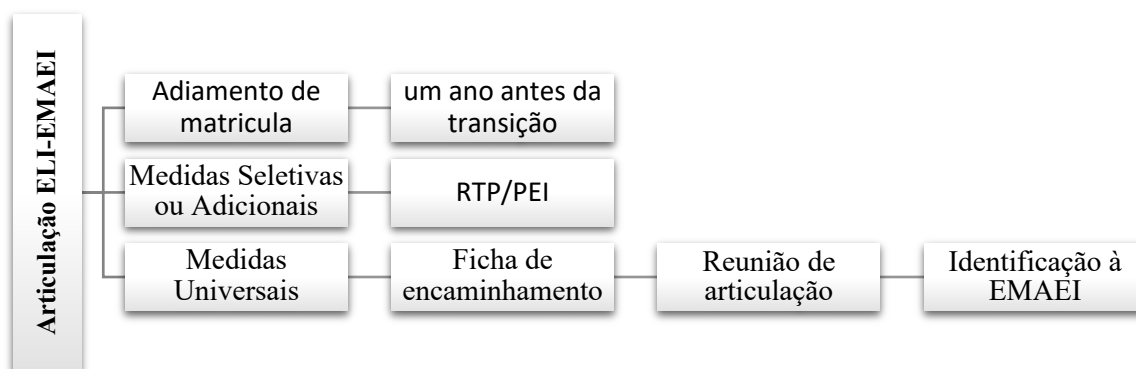 Articulação ELI-EMAEI
Adiamento de
matricula
um ano antes da
transição
Medidas Seletivas
ou Adicionais
RTP/PEI
Medidas
Universais
Ficha de
encaminhamento
Reunião de
articulação
Identificação à
EMAEI